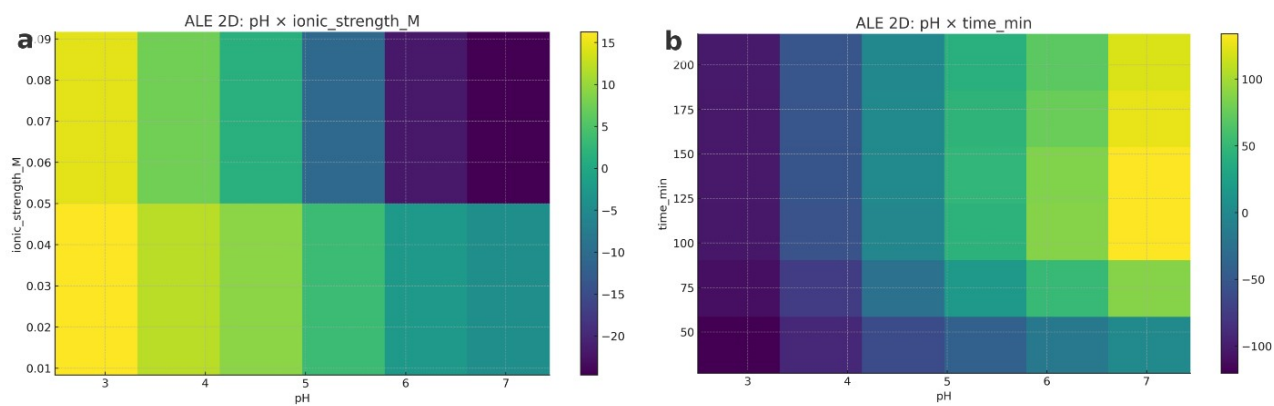 a
ALE 2D: pH × ionic_strength_M
0.09
0.08
0.07
0.06
0.05
0.04
0.03
0.02
0.01
ionic_strength_M
3 4 5 6 7
pH
15
10
5
0
−5
−10
−15
−20
b
ALE 2D: pH × time_min
200
175
150
125
100
75
50
time_min
3 4 5 6 7
pH
100
50
0
−50
−100